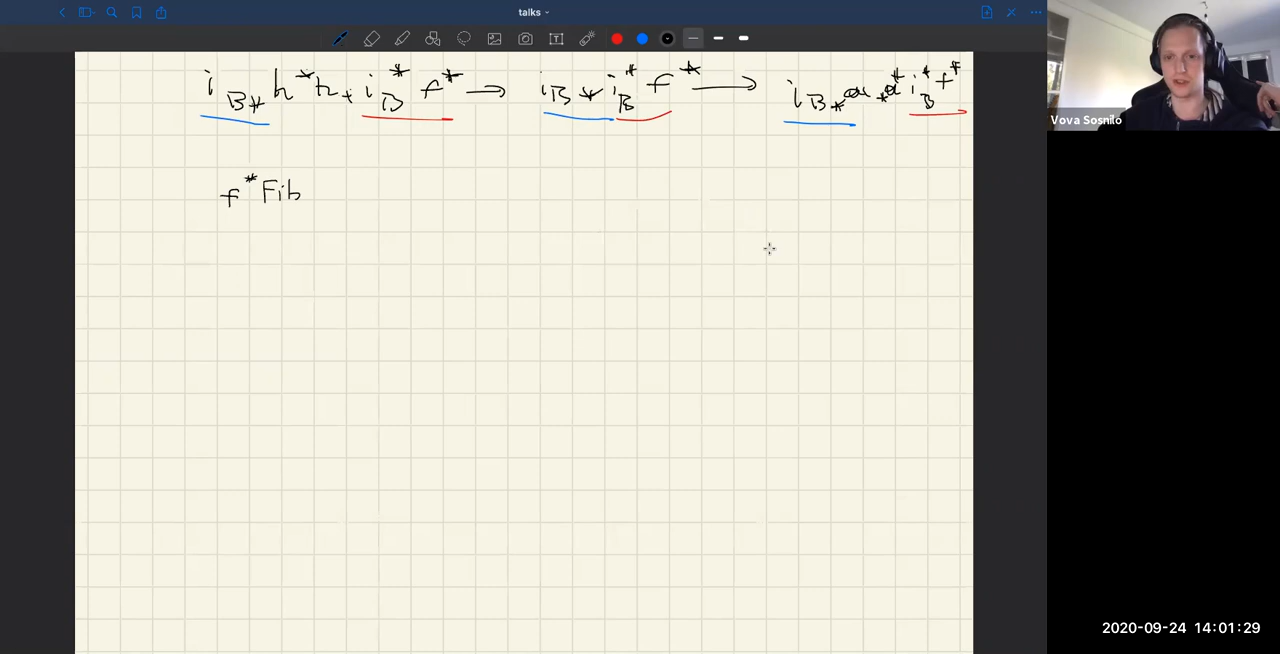 talks
i_{B*} h^* h_* i_B^* f^* → i_{B*} i_B^* f^* → i_{B*} α_* α^* i_B^* f^*
Vova Sosnilo
f^* Fib
2020-09-24 14:01:29